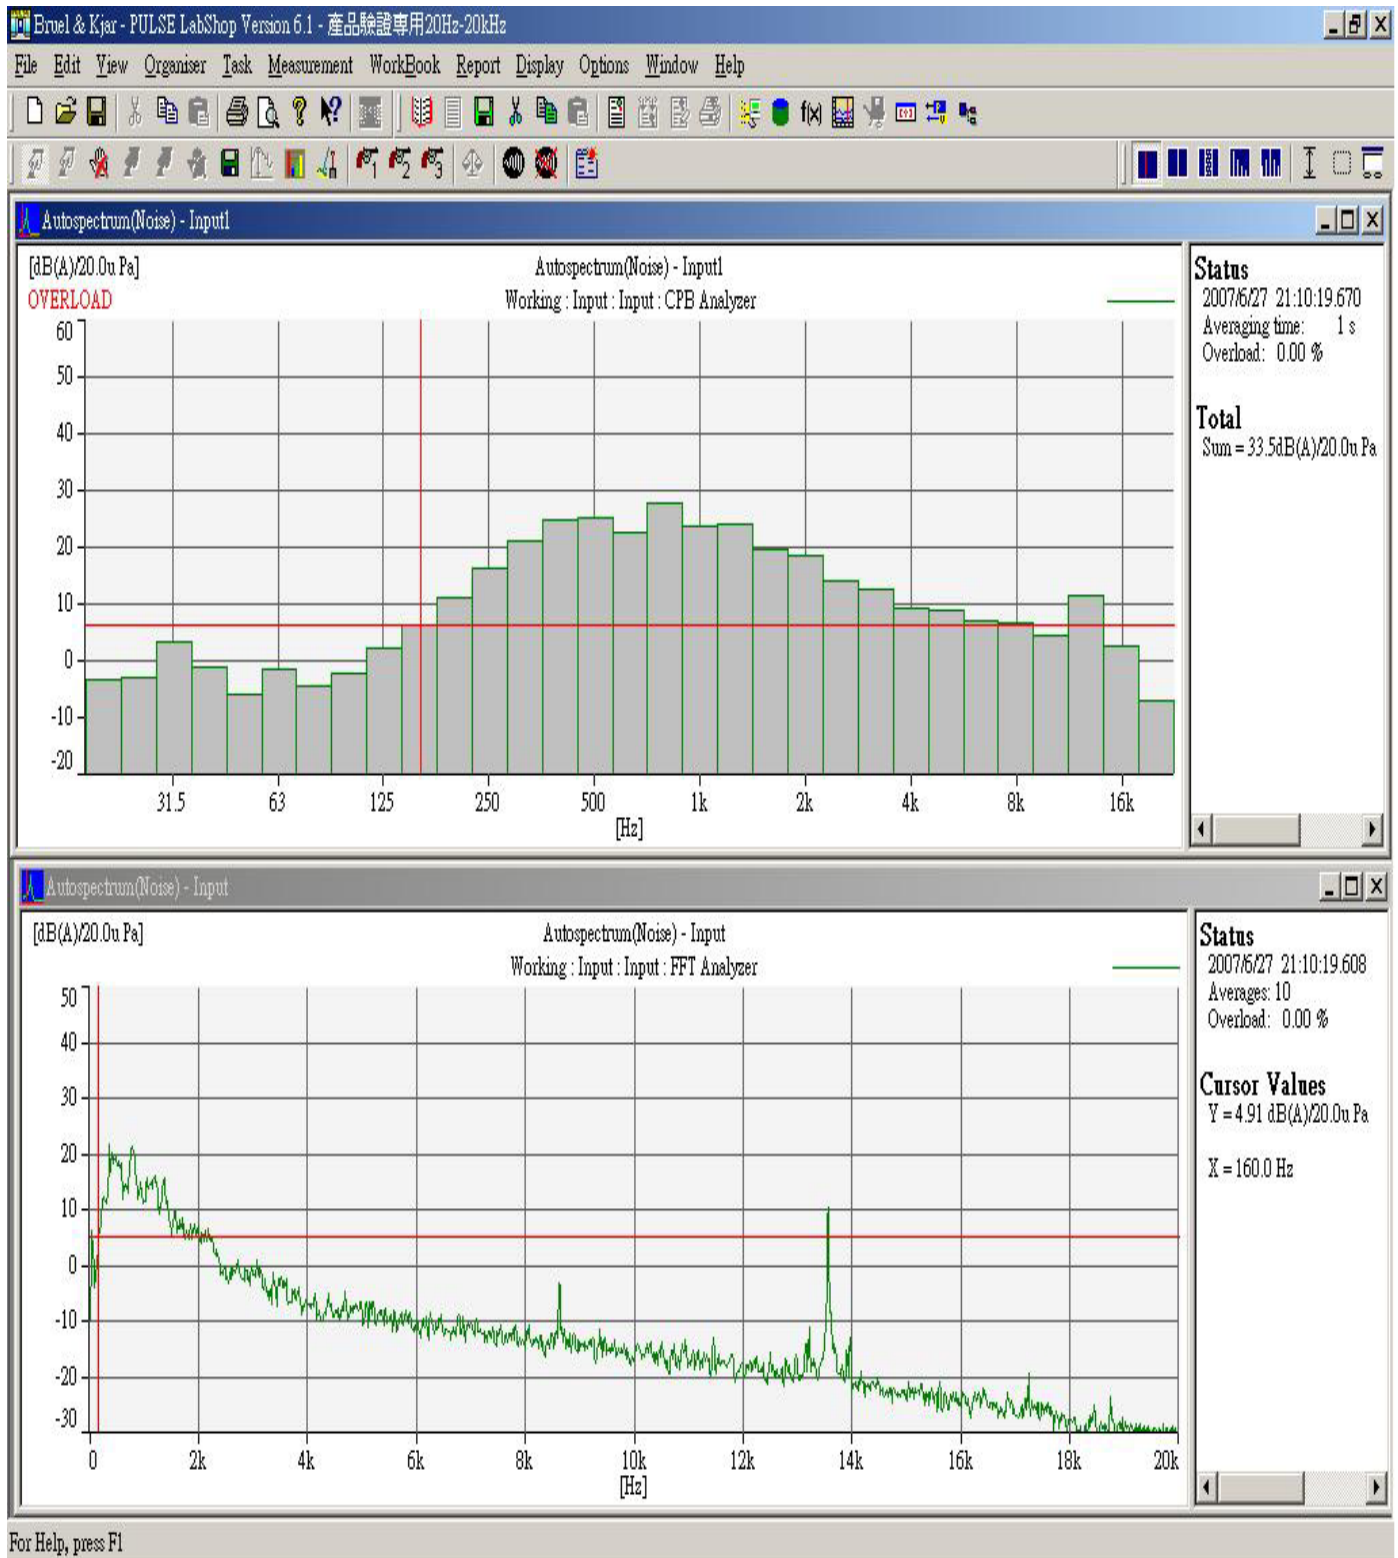 Bruel & Kjar - PULSE LabShop Version 6.1 - 產品驗證專用20Hz-20kHz
File Edit View Organiser Task Measurement WorkBook Report Display Options Window Help
f(x)
1 2 3
Autospectrum(Noise) - Input1
[dB(A)/20.0u Pa]
Autospectrum(Noise) - Input1
OVERLOAD
Working : Input : Input : CPB Analyzer
60
50
40
30
20
10
0
-10
-20
31.5 63 125 250 500 1k 2k 4k 8k 16k
[Hz]
Status
2007/6/27 21:10:19.670
Averaging time: 1 s
Overload: 0.00 %
Total
Sum = 33.5dB(A)/20.0u Pa
Autospectrum(Noise) - Input
[dB(A)/20.0u Pa]
Autospectrum(Noise) - Input
Working : Input : Input : FFT Analyzer
50
40
30
20
10
0
-10
-20
-30
0 2k 4k 6k 8k 10k 12k 14k 16k 18k 20k
[Hz]
Status
2007/6/27 21:10:19.608
Averages: 10
Overload: 0.00 %
Cursor Values
Y = 4.91 dB(A)/20.0u Pa
X = 160.0 Hz
For Help, press F1